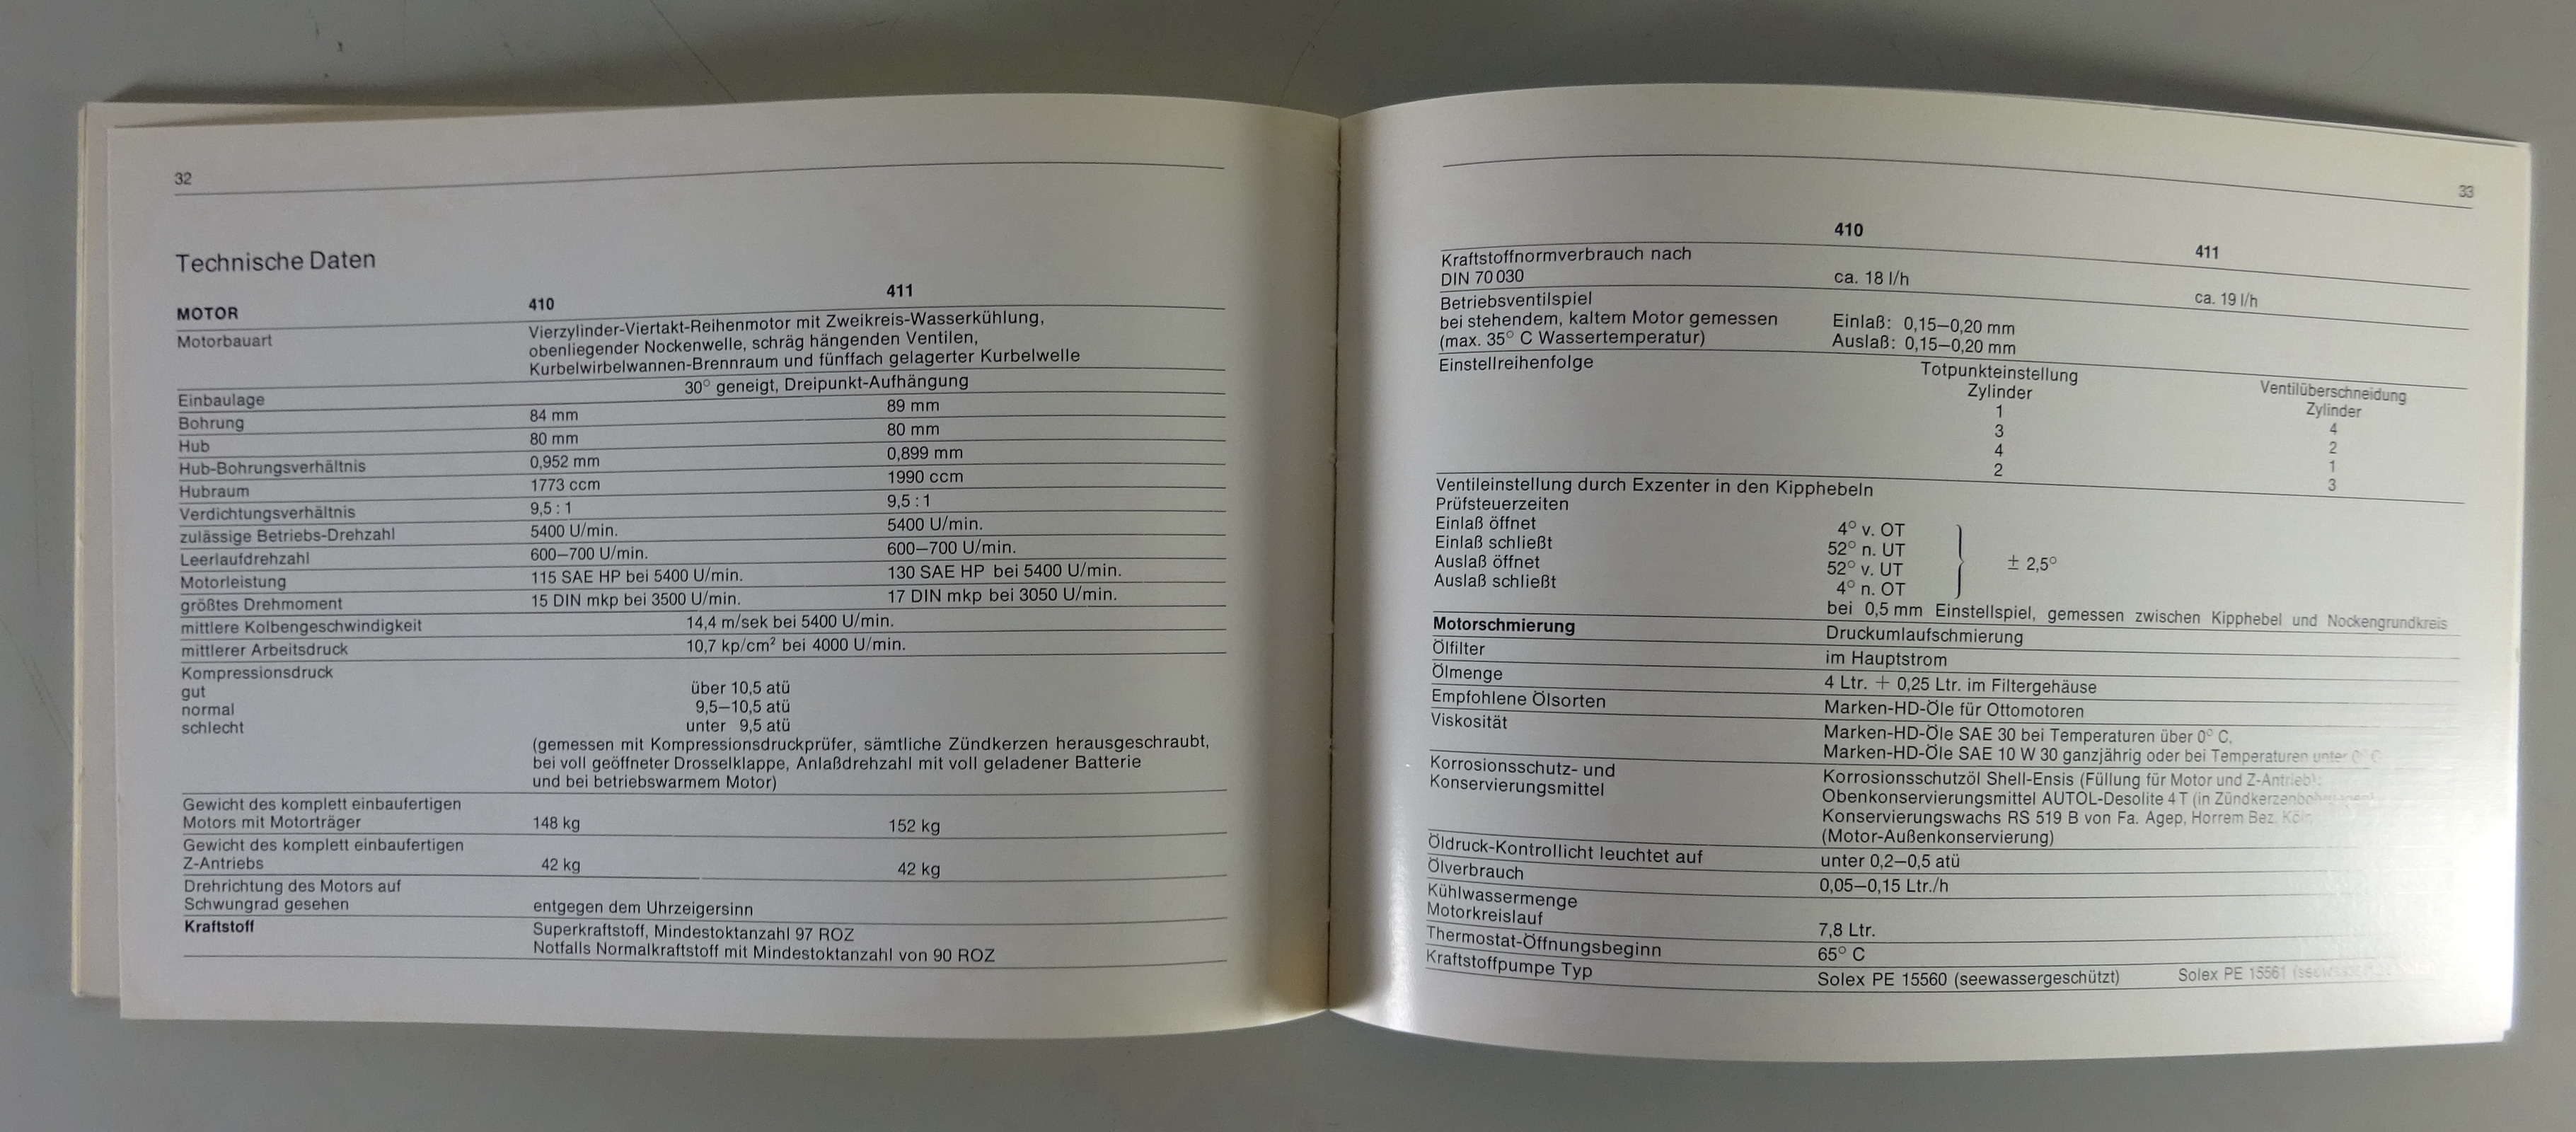 32
Technische Daten
MOTOR 410 411
Motorbauart Vierzylinder-Viertakt-Reihenmotor mit Zweikreis-Wasserkühlung,
obenliegender Nockenwelle, schräg hängenden Ventilen,
Kurbelwirbelwannen-Brennraum und fünffach gelagerter Kurbelwelle
Einbaulage 30° geneigt, Dreipunkt-Aufhängung
Bohrung 84 mm 89 mm
Hub 80 mm 80 mm
Hub-Bohrungsverhältnis 0,952 mm 0,899 mm
Hubraum 1773 ccm 1990 ccm
Verdichtungsverhältnis 9,5 : 1 9,5 : 1
zulässige Betriebs-Drehzahl 5400 U/min. 5400 U/min.
Leerlaufdrehzahl 600–700 U/min. 600–700 U/min.
Motorleistung 115 SAE HP bei 5400 U/min. 130 SAE HP bei 5400 U/min.
größtes Drehmoment 15 DIN mkp bei 3500 U/min. 17 DIN mkp bei 3050 U/min.
mittlere Kolbengeschwindigkeit 14,4 m/sek bei 5400 U/min.
mittlerer Arbeitsdruck 10,7 kp/cm² bei 4000 U/min.
Kompressionsdruck
gut über 10,5 atü
normal 9,5–10,5 atü
schlecht unter 9,5 atü
(gemessen mit Kompressionsdruckprüfer, sämtliche Zündkerzen herausgeschraubt,
bei voll geöffneter Drosselklappe, Anlaßdrehzahl mit voll geladener Batterie
und bei betriebswarmem Motor)
Gewicht des komplett einbaufertigen
Motors mit Motorträger 148 kg 152 kg
Gewicht des komplett einbaufertigen
Z-Antriebs 42 kg 42 kg
Drehrichtung des Motors auf
Schwungrad gesehen entgegen dem Uhrzeigersinn
Kraftstoff Superkraftstoff, Mindestoktanzahl 97 ROZ
Notfalls Normalkraftstoff mit Mindestoktanzahl von 90 ROZ
33
410 411
Kraftstoffnormverbrauch nach
DIN 70 030 ca. 18 l/h ca. 19 l/h
Betriebsventilspiel
bei stehendem, kaltem Motor gemessen Einlaß: 0,15–0,20 mm
(max. 35° C Wassertemperatur) Auslaß: 0,15–0,20 mm
Einstellreihenfolge Totpunkteinstellung Ventilüberschneidung
Zylinder Zylinder
1 4
3 2
4 1
2 3
Ventileinstellung durch Exzenter in den Kipphebeln
Prüfsteuerzeiten
Einlaß öffnet 4° v. OT
Einlaß schließt 52° n. UT
Auslaß öffnet 52° v. UT ± 2,5°
Auslaß schließt 4° n. OT
bei 0,5 mm Einstellspiel, gemessen zwischen Kipphebel und Nockengrundkreis
Motorschmierung Druckumlaufschmierung
Ölfilter im Hauptstrom
Ölmenge 4 Ltr. + 0,25 Ltr. im Filtergehäuse
Empfohlene Ölsorten Marken-HD-Öle für Ottomotoren
Viskosität Marken-HD-Öle SAE 30 bei Temperaturen über 0° C.
Marken-HD-Öle SAE 10 W 30 ganzjährig oder bei Temperaturen unter 0° C
Korrosionsschutz- und Korrosionsschutzöl Shell-Ensis (Füllung für Motor und Z-Antrieb);
Konservierungsmittel Obenkonservierungsmittel AUTOL-Desolite 4 T (in
Konservierungswachs RS 519 B von Fa. Agep, Horrem Bez. Köln
(Motor-Außenkonservierung)
Öldruck-Kontrollicht leuchtet auf unter 0,2–0,5 atü
Ölverbrauch 0,05–0,15 Ltr./h
Kühlwassermenge
Motorkreislauf 7,8 Ltr.
Thermostat-Öffnungsbeginn 65° C
Kraftstoffpumpe Typ Solex PE 15560 (seewassergeschützt) Solex PE 15561